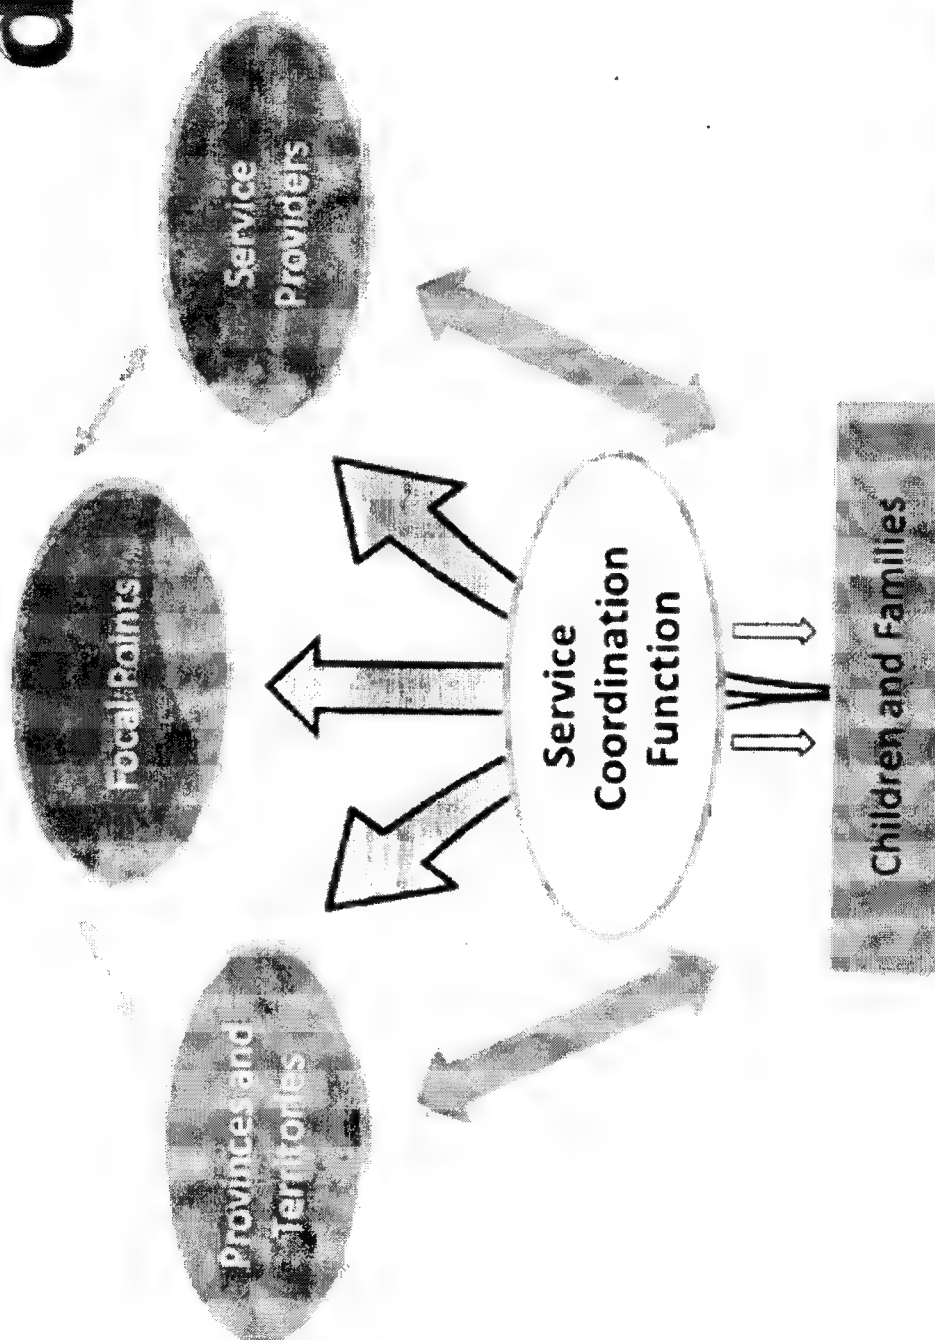 Provinces and
Territories
Focal Points
Service
Providers
Service
Coordination
Function
Children and Families